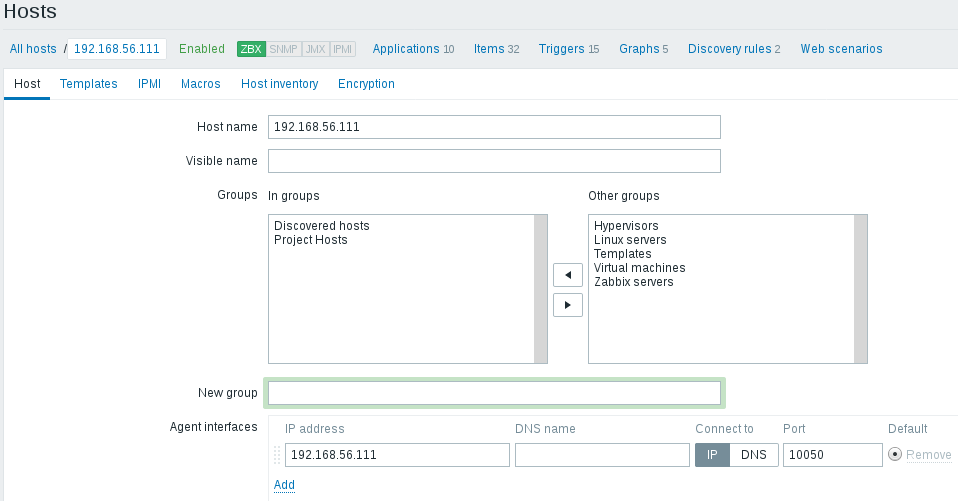 Hosts
All hosts / 192.168.56.111 Enabled ZBX SNMP JMX IPMI Applications 10 Items 32 Triggers 15 Graphs 5 Discovery rules 2 Web scenarios
Host Templates IPMI Macros Host inventory Encryption
Host name 192.168.56.111
Visible name
Groups In groups Other groups
Discovered hosts Hypervisors
Project Hosts Linux servers
Templates
Virtual machines
Zabbix servers
New group
Agent interfaces IP address DNS name Connect to Port Default
192.168.56.111 IP DNS 10050 Remove
Add